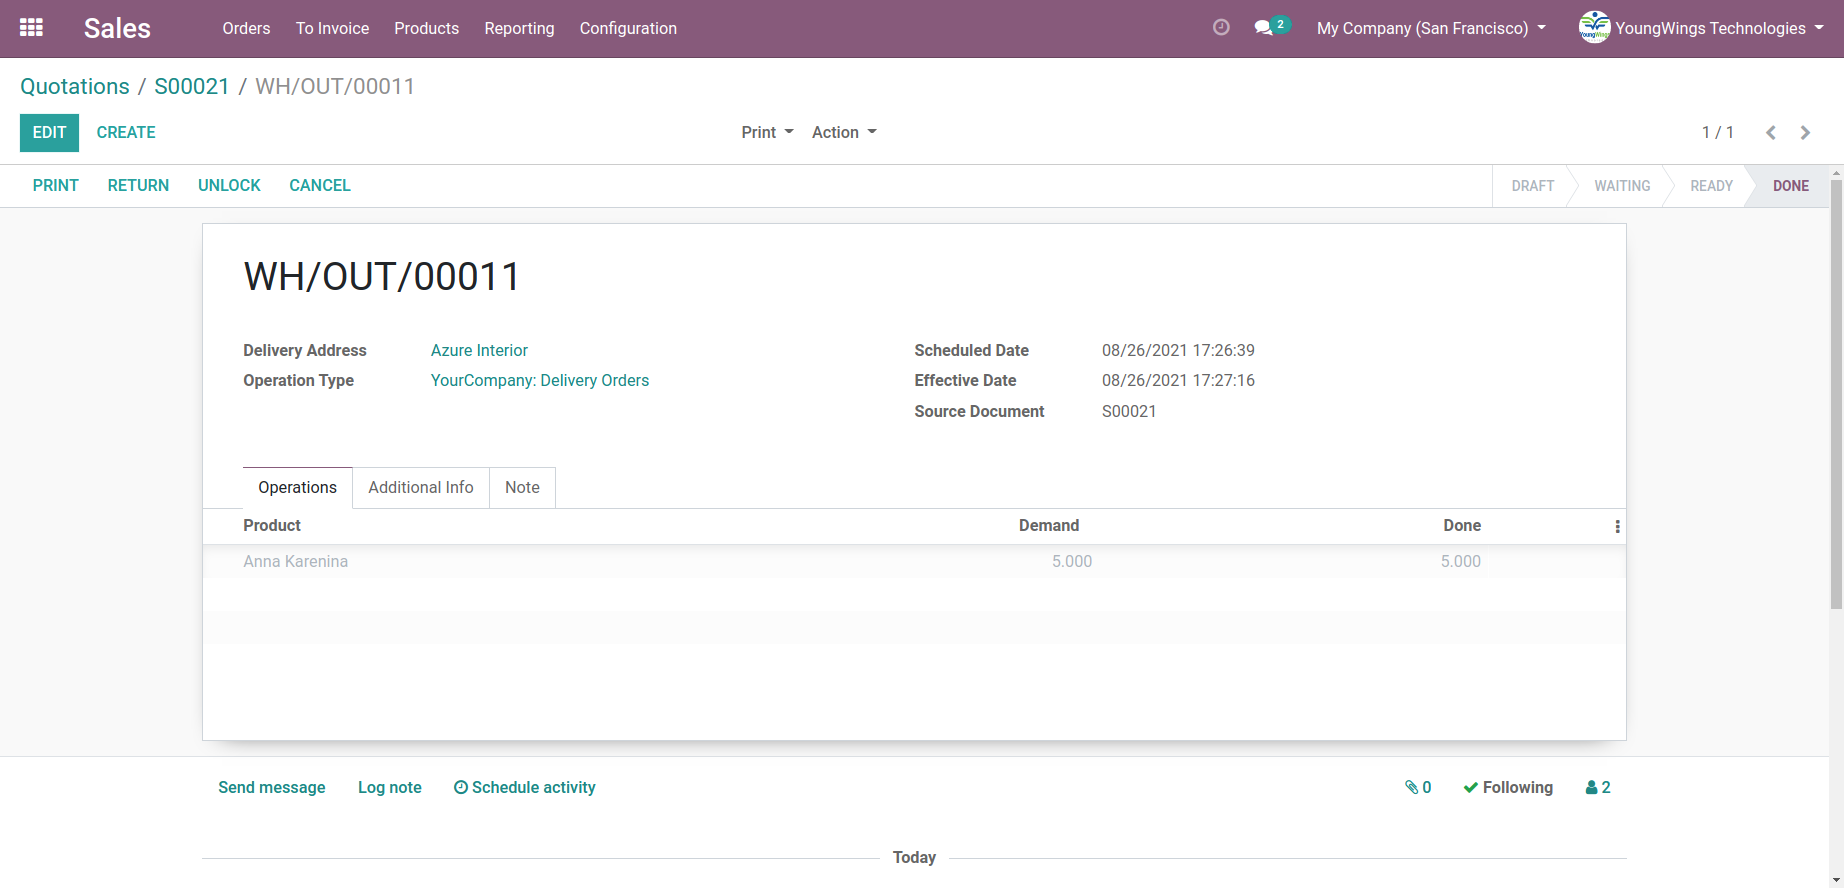 Sales Orders To Invoice Products Reporting Configuration 2 My Company (San Francisco) YoungWings Technologies
Quotations / S00021 / WH/OUT/00011
EDIT CREATE Print Action 1 / 1
PRINT RETURN UNLOCK CANCEL DRAFT WAITING READY DONE
WH/OUT/00011
Delivery Address Azure Interior Scheduled Date 08/26/2021 17:26:39
Operation Type YourCompany: Delivery Orders Effective Date 08/26/2021 17:27:16
Source Document S00021
Operations Additional Info Note
Product Demand Done
Anna Karenina 5.000 5.000
Send message Log note Schedule activity 0 Following 2
Today